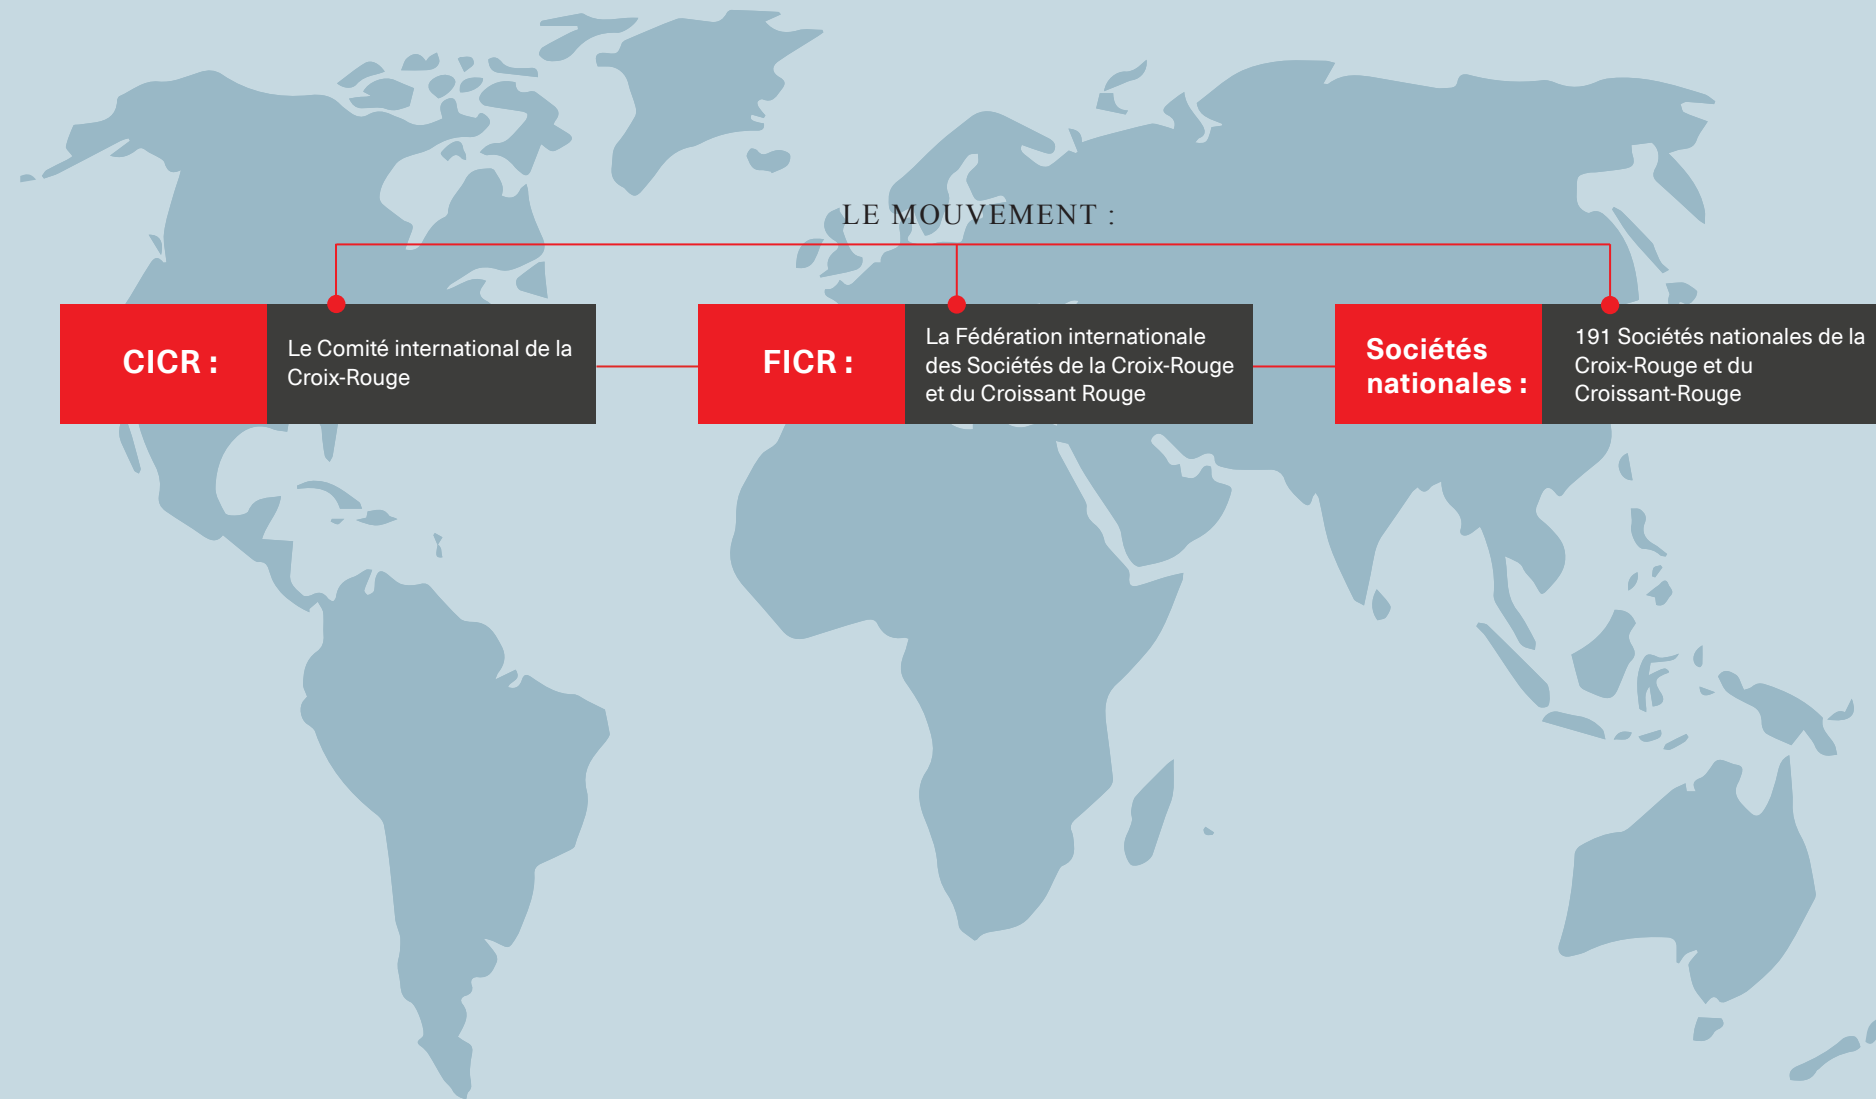 LE MOUVEMENT :
CICR :
Le Comité international de la
Croix-Rouge
FICR :
La Fédération internationale
des Sociétés de la Croix-Rouge
et du Croissant Rouge
Sociétés
nationales :
191 Sociétés nationales de la
Croix-Rouge et du
Croissant-Rouge